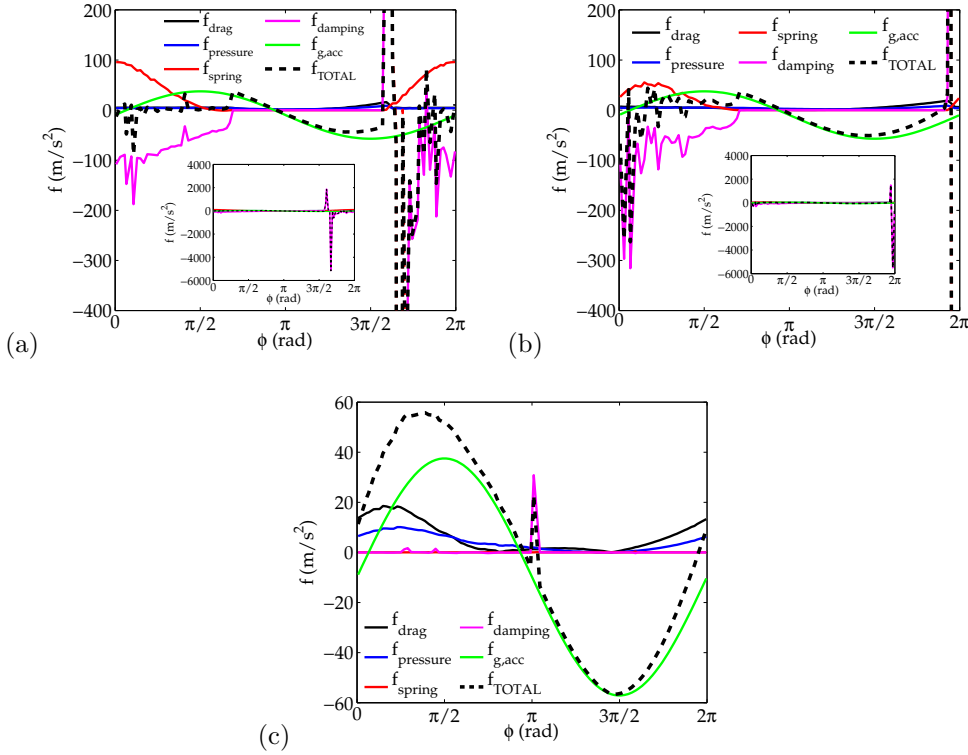 200
100
0
−100
−200
−300
−400
f (m/s²)
f_drag
f_pressure
f_spring
f_damping
f_g,acc
f_TOTAL
4000
2000
0
−2000
−4000
−6000
f (m/s²)
0 π/2 π 3π/2 2π
φ (rad)
0 π/2 π 3π/2 2π
φ (rad)
(a)
200
100
0
−100
−200
−300
−400
f (m/s²)
f_drag
f_pressure
f_spring
f_damping
f_g,acc
f_TOTAL
4000
2000
0
−2000
−4000
−6000
f (m/s²)
0 π/2 π 3π/2 2π
φ (rad)
0 π/2 π 3π/2 2π
φ (rad)
(b)
60
40
20
0
−20
−40
−60
f (m/s²)
f_drag
f_pressure
f_spring
f_damping
f_g,acc
f_TOTAL
0 π/2 π 3π/2 2π
φ (rad)
(c)